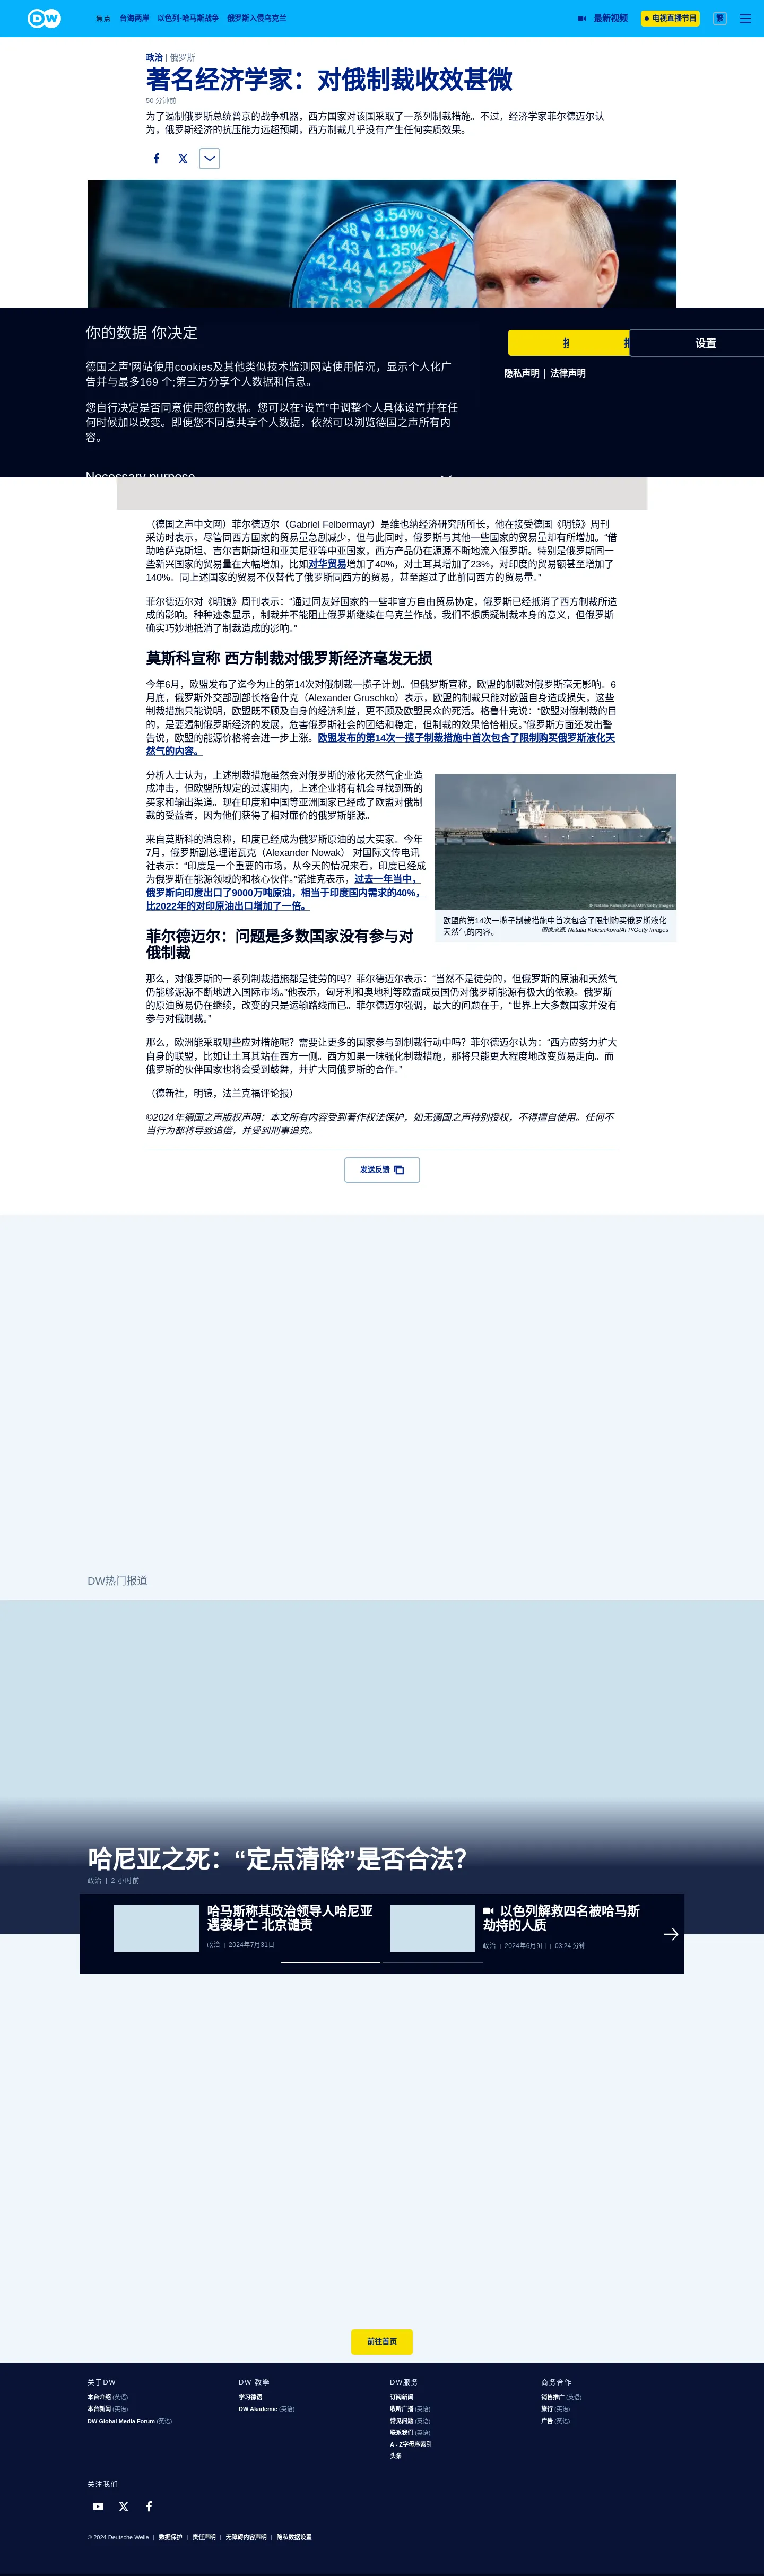 DW
焦点 台海两岸 以色列-哈马斯战争 俄罗斯入侵乌克兰
最新视频 电视直播节目 繁
政治 | 俄罗斯
著名经济学家：对俄制裁收效甚微
50 分钟前
为了遏制俄罗斯总统普京的战争机器，西方国家对该国采取了一系列制裁措施。不过，经济学家菲尔德迈尔认
为，俄罗斯经济的抗压能力远超预期，西方制裁几乎没有产生任何实质效果。
3.54%
4.19%
-42.44
1.43
1.25
4.35
+76.33
你的数据 你决定
设置
隐私声明 | 法律声明
德国之声'网站使用cookies及其他类似技术监测网站使用情况，显示个人化广
告并与最多169 个;第三方分享个人数据和信息。
您自行决定是否同意使用您的数据。您可以在“设置”中调整个人具体设置并在任
何时候加以改变。即便您不同意共享个人数据，依然可以浏览德国之声所有内
容。
Necessary purpose
（德国之声中文网）菲尔德迈尔（Gabriel Felbermayr）是维也纳经济研究所所长，他在接受德国《明镜》周刊
采访时表示，尽管同西方国家的贸易量急剧减少，但与此同时，俄罗斯与其他一些国家的贸易量却有所增加。“借
助哈萨克斯坦、吉尔吉斯斯坦和亚美尼亚等中亚国家，西方产品仍在源源不断地流入俄罗斯。特别是俄罗斯同一
些新兴国家的贸易量在大幅增加，比如对华贸易增加了40%，对土耳其增加了23%，对印度的贸易额甚至增加了
140%。同上述国家的贸易不仅替代了俄罗斯同西方的贸易，甚至超过了此前同西方的贸易量。”
菲尔德迈尔对《明镜》周刊表示：“通过同友好国家的一些非官方自由贸易协定，俄罗斯已经抵消了西方制裁所造
成的影响。种种迹象显示，制裁并不能阻止俄罗斯继续在乌克兰作战，我们不想质疑制裁本身的意义，但俄罗斯
确实巧妙地抵消了制裁造成的影响。”
莫斯科宣称 西方制裁对俄罗斯经济毫发无损
今年6月，欧盟发布了迄今为止的第14次对俄制裁一揽子计划。但俄罗斯宣称，欧盟的制裁对俄罗斯毫无影响。6
月底，俄罗斯外交部副部长格鲁什科（Alexander Gruschko）表示，欧盟的制裁只能对欧盟自身造成损失，这些
制裁措施只能说明，欧盟既不顾及自身的经济利益，更不顾及欧盟民众的死活。格鲁什克说：“欧盟对俄制裁的目
的，是要遏制俄罗斯经济的发展，危害俄罗斯社会的团结和稳定，但制裁的效果恰恰相反。”俄罗斯方面还发出警
告说，欧盟的能源价格将会进一步上涨。欧盟发布的第14次一揽子制裁措施中首次包含了限制购买俄罗斯液化天
然气的内容。
分析人士认为，上述制裁措施虽然会对俄罗斯的液化天然气企业造
成冲击，但欧盟所规定的过渡期内，上述企业将有机会寻找到新的
买家和输出渠道。现在印度和中国等亚洲国家已经成了欧盟对俄制
裁的受益者，因为他们获得了相对廉价的俄罗斯能源。
来自莫斯科的消息称，印度已经成为俄罗斯原油的最大买家。今年
7月，俄罗斯副总理诺瓦克（Alexander Nowak） 对国际文传电讯
社表示：“印度是一个重要的市场，从今天的情况来看，印度已经成
为俄罗斯在能源领域的和核心伙伴。”诺维克表示，过去一年当中，
俄罗斯向印度出口了9000万吨原油，相当于印度国内需求的40%，
比2022年的对印原油出口增加了一倍。
© Natalia Kolesnikova/AFP/Getty Images
欧盟的第14次一揽子制裁措施中首次包含了限制购买俄罗斯液化
天然气的内容。 图像来源: Natalia Kolesnikova/AFP/Getty Images
菲尔德迈尔：问题是多数国家没有参与对
俄制裁
那么，对俄罗斯的一系列制裁措施都是徒劳的吗？菲尔德迈尔表示：“当然不是徒劳的，但俄罗斯的原油和天然气
仍能够源源不断地进入国际市场。”他表示，匈牙利和奥地利等欧盟成员国仍对俄罗斯能源有极大的依赖。俄罗斯
的原油贸易仍在继续，改变的只是运输路线而已。菲尔德迈尔强调，最大的问题在于，“世界上大多数国家并没有
参与对俄制裁。”
那么，欧洲能采取哪些应对措施呢？需要让更多的国家参与到制裁行动中吗？菲尔德迈尔认为：“西方应努力扩大
自身的联盟，比如让土耳其站在西方一侧。西方如果一味强化制裁措施，那将只能更大程度地改变贸易走向。而
俄罗斯的伙伴国家也将会受到鼓舞，并扩大同俄罗斯的合作。”
（德新社，明镜，法兰克福评论报）
©2024年德国之声版权声明：本文所有内容受到著作权法保护，如无德国之声特别授权，不得擅自使用。任何不
当行为都将导致追偿，并受到刑事追究。
发送反馈
DW热门报道
哈尼亚之死：“定点清除”是否合法？
政治 | 2 小时前
哈马斯称其政治领导人哈尼亚
遇袭身亡 北京谴责
政治 | 2024年7月31日
以色列解救四名被哈马斯
劫持的人质
政治 | 2024年6月9日 | 03:24 分钟
前往首页
关于DW
本台介绍 (英语)
本台新闻 (英语)
DW Global Media Forum (英语)
DW 教學
学习德语
DW Akademie (英语)
DW服务
订阅新闻
收听广播 (英语)
常见问题 (英语)
联系我们 (英语)
A - Z字母序索引
头条
商务合作
销售推广 (英语)
旅行 (英语)
广告 (英语)
关注我们
© 2024 Deutsche Welle | 数据保护 | 责任声明 | 无障碍内容声明 | 隐私数据设置